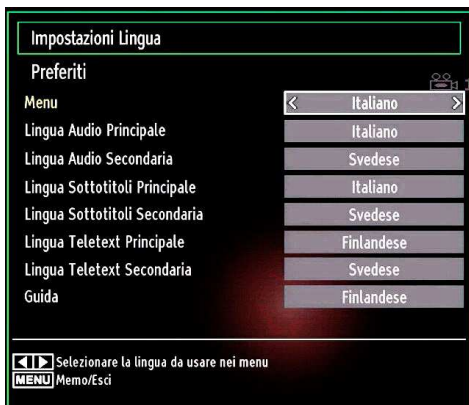 Impostazioni Lingua
Preferiti
Menu < Italiano >
Lingua Audio Principale Italiano
Lingua Audio Secondaria Svedese
Lingua Sottotitoli Principale Italiano
Lingua Sottotitoli Secondaria Svedese
Lingua Teletext Principale Finlandese
Lingua Teletext Secondaria Svedese
Guida Finlandese
Selezionare la lingua da usare nei menu
MENU Memo/Esci